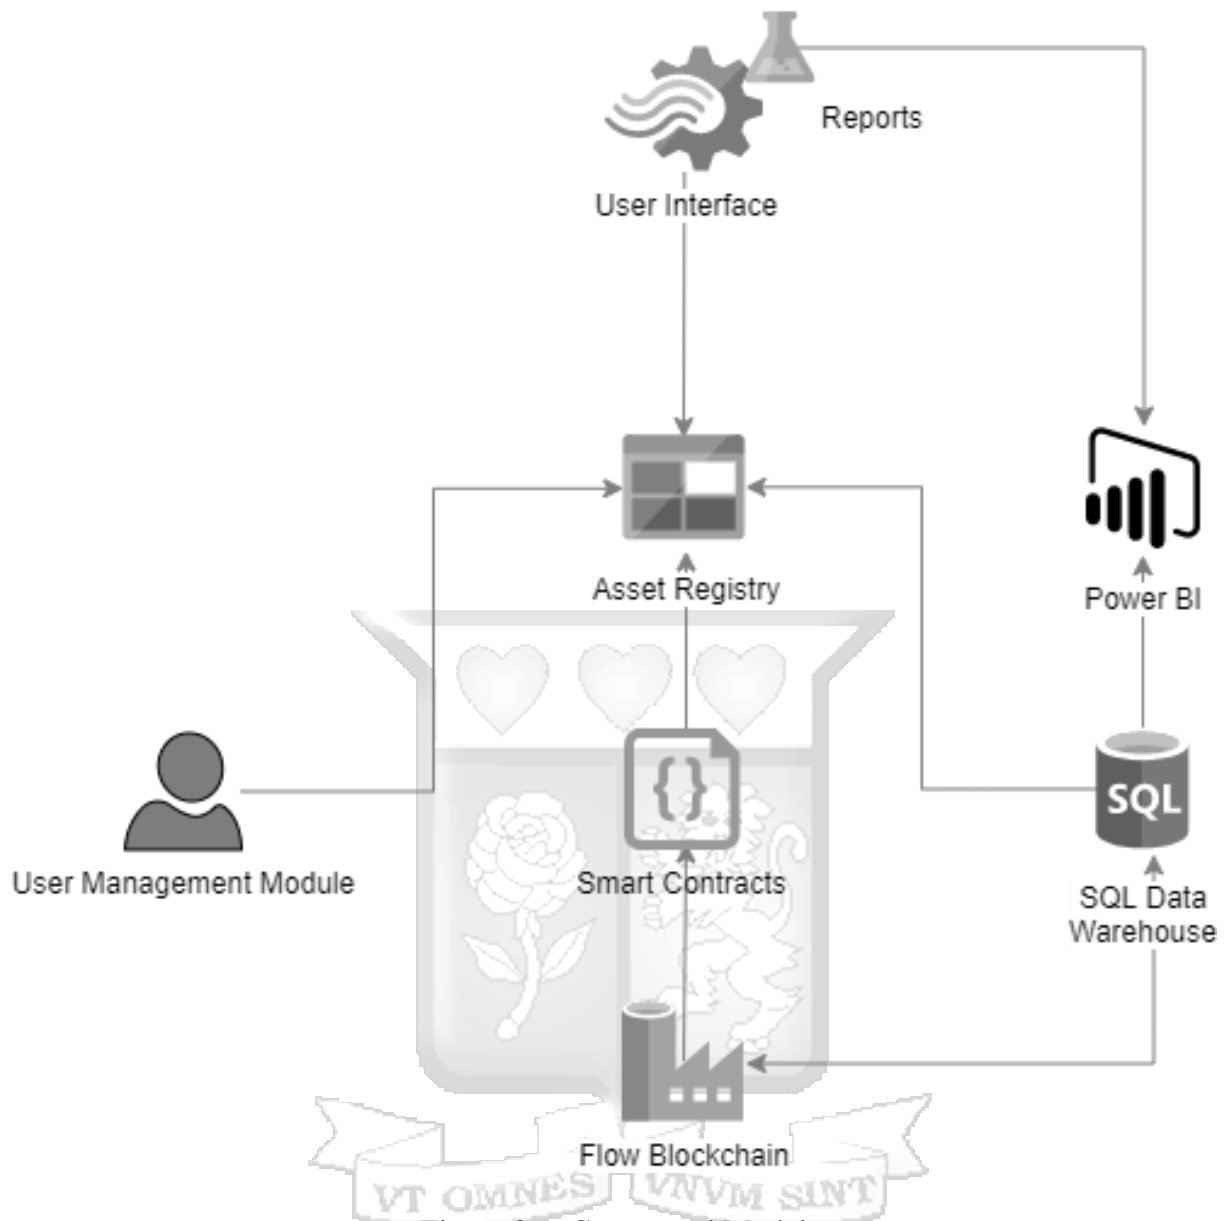 Reports
User Interface
Asset Registry
Power BI
SQL
User Management Module
Smart Contracts
SQL Data
Warehouse
Flow Blockchain
VT OMNES VNVM SINT